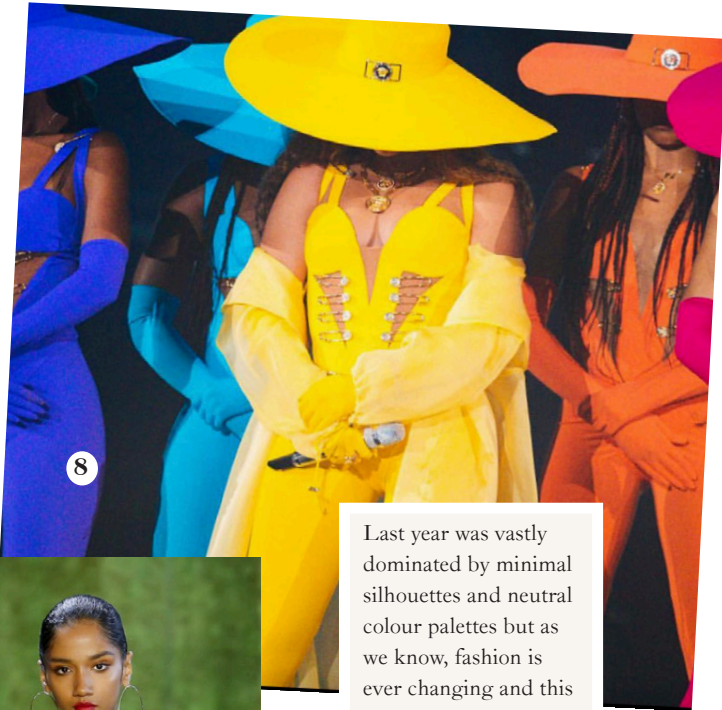 8
Last year was vastly
dominated by minimal
silhouettes and neutral
colour palettes but as
we know, fashion is
ever changing and this